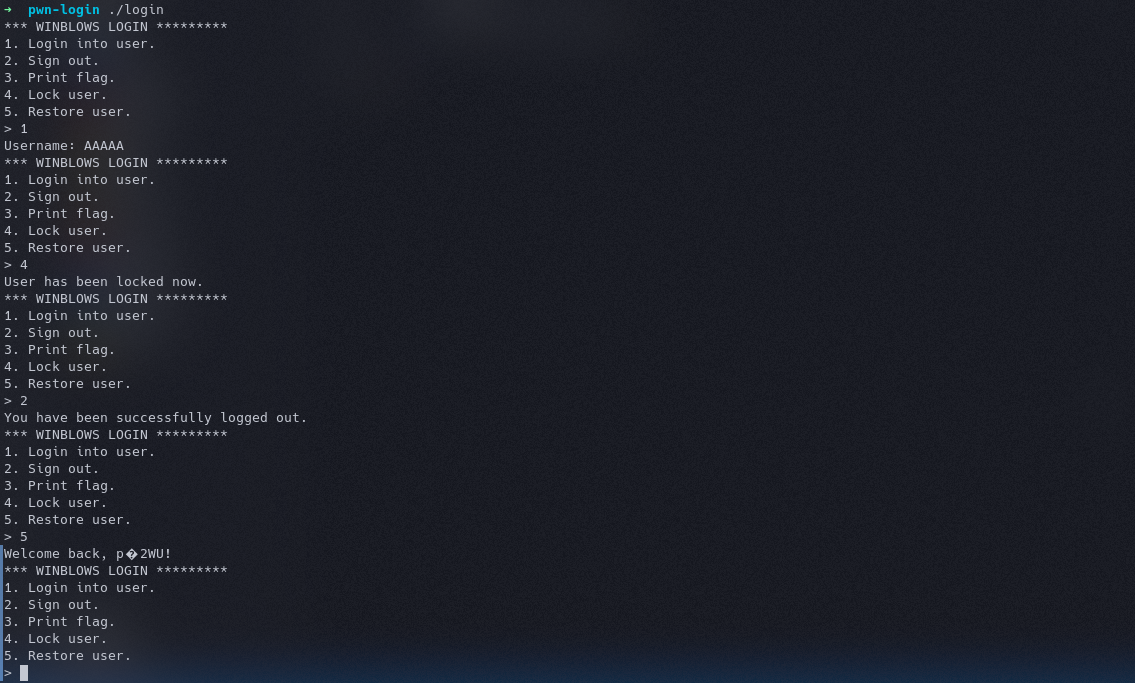 ➜  pwn-login ./login
*** WINBLOWS LOGIN *********
1. Login into user.
2. Sign out.
3. Print flag.
4. Lock user.
5. Restore user.
> 1
Username: AAAAA
*** WINBLOWS LOGIN *********
1. Login into user.
2. Sign out.
3. Print flag.
4. Lock user.
5. Restore user.
> 4
User has been locked now.
*** WINBLOWS LOGIN *********
1. Login into user.
2. Sign out.
3. Print flag.
4. Lock user.
5. Restore user.
> 2
You have been successfully logged out.
*** WINBLOWS LOGIN *********
1. Login into user.
2. Sign out.
3. Print flag.
4. Lock user.
5. Restore user.
> 5
Welcome back, p�2WU!
*** WINBLOWS LOGIN *********
1. Login into user.
2. Sign out.
3. Print flag.
4. Lock user.
5. Restore user.
>